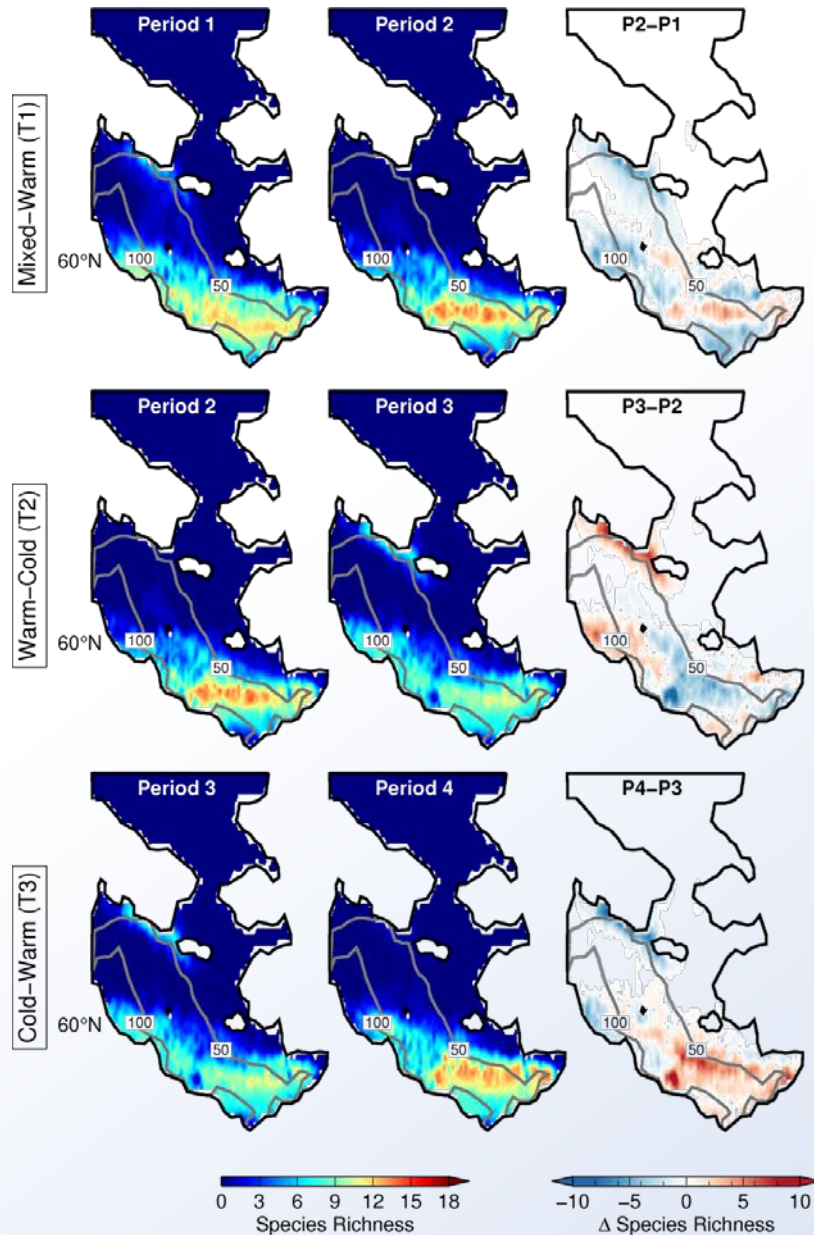 Period 1 Period 2 P2−P1
Mixed−Warm (T1)
60°N 100 50 100 50 100 50
Period 2 Period 3 P3−P2
Warm−Cold (T2)
60°N 100 50 100 50 100 50
Period 3 Period 4 P4−P3
Cold−Warm (T3)
60°N 100 50 100 50 100 50
0 3 6 9 12 15 18 −10 −5 0 5 10
Species Richness Δ Species Richness